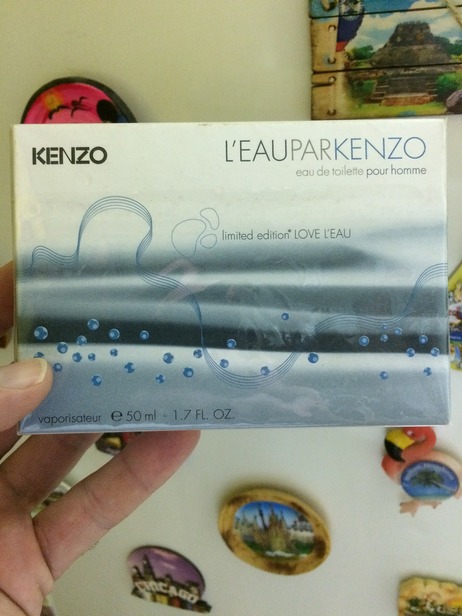 KENZO
L'EAUPARKENZO
eau de toilette pour homme
limited edition* LOVE L'EAU
vaporisateur ℮ 50 ml - 1.7 FL. OZ.
CHICAGO